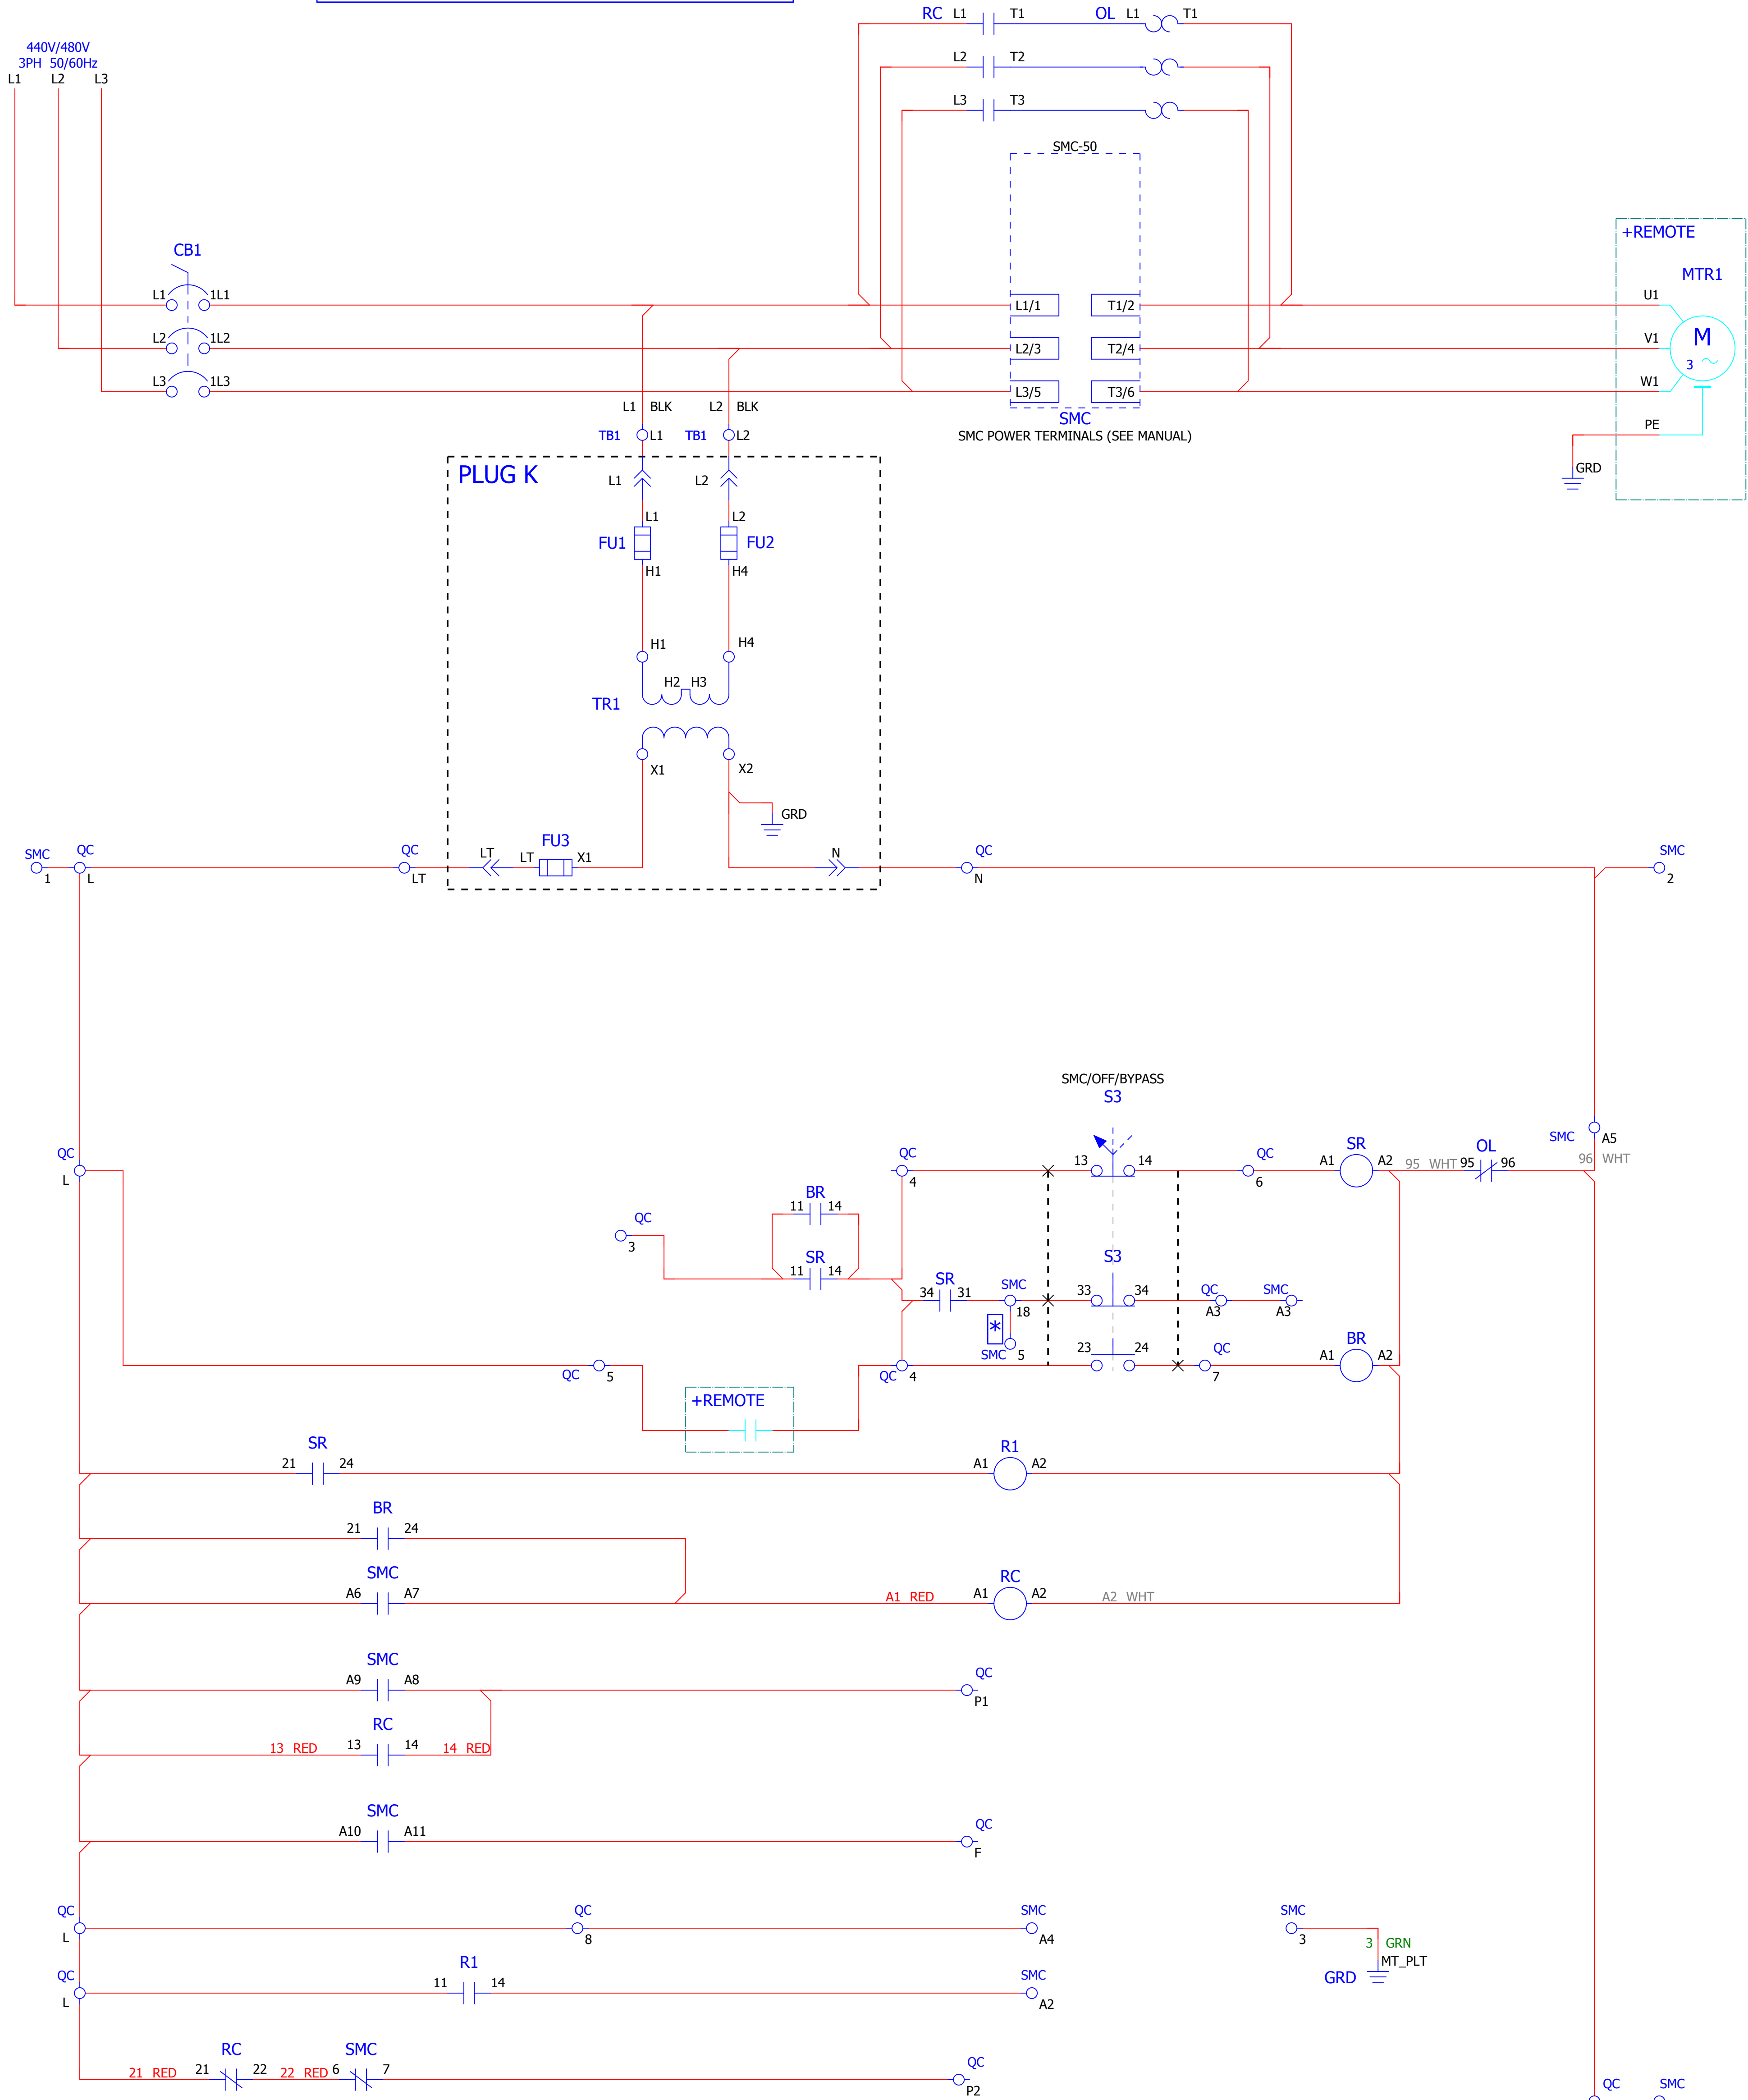 RC L1 T1 OL L1 T1
440V/480V
3PH 50/60Hz
L1 L2 L3
L2 T2
L3 T3
SMC-50
+REMOTE
CB1
MTR1
L1 1L1 L1/1 T1/2 U1
L2 1L2 L2/3 T2/4 V1
M
3
L3 1L3 L3/5 T3/6 W1
L1 BLK L2 BLK
SMC
SMC POWER TERMINALS (SEE MANUAL)
PE
TB1 L1 TB1 L2
GRD
PLUG K
L1 L2
L1 L2
FU1 FU2
H1 H4
H1 H4
H2 H3
TR1
X1 X2
GRD
SMC QC QC FU3 QC SMC
LT LT X1 N
1 L LT N 2
SMC/OFF/BYPASS
S3
SMC A5
QC QC 13 14 QC SR OL 96 WHT
A1 A2 95 WHT 95 96
L 4 6
BR
11 14
QC
3
SR
11 14
S3
SR
34 31 SMC 33 34 QC SMC
18 A3 A3
*
SMC 5
23 24 QC BR
A1 A2
QC 5 QC 4 7
+REMOTE
SR R1
21 24 A1 A2
BR
21 24
SMC RC
A6 A7 A1 RED A1 A2 A2 WHT
SMC
A9 A8 QC
P1
RC
13 RED 13 14 14 RED
SMC
A10 A11 QC
F
QC QC SMC SMC
L 8 A4 3
3 GRN
MT_PLT
GRD
QC R1 SMC
11 14
L A2
RC SMC
21 RED 21 22 22 RED 6 7 QC
P2
QC SMC